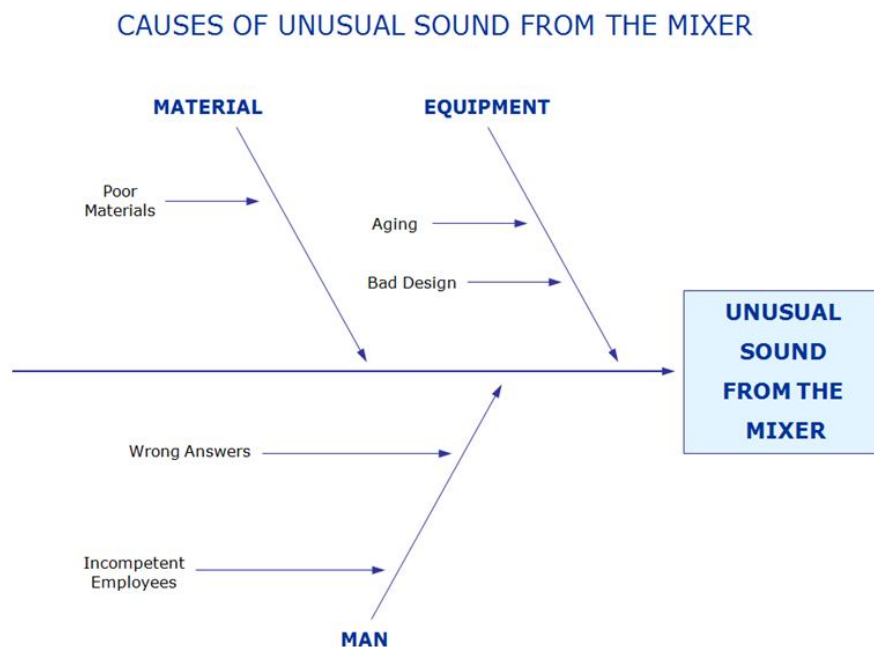 CAUSES OF UNUSUAL SOUND FROM THE MIXER
MATERIAL
EQUIPMENT
Poor
Materials
Aging
Bad Design
UNUSUAL
SOUND
FROM THE
MIXER
Wrong Answers
Incompetent
Employees
MAN